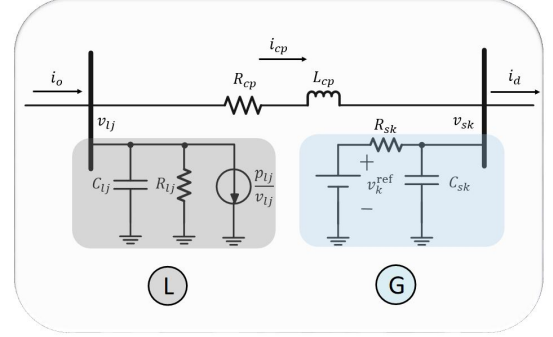 i_cp
i_o
R_cp
L_cp
i_d
v_lj
v_sk
C_lj
R_lj
p_lj
v_lj
R_sk
+
v_k^ref
−
C_sk
L
G